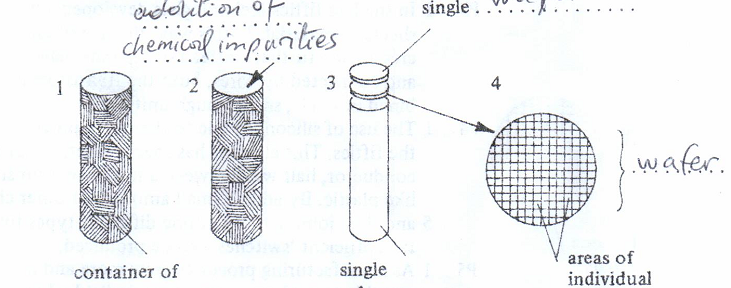 addition of
single
chemical impurities
1
2
3
4
wafer.
container of
single
areas of
individual